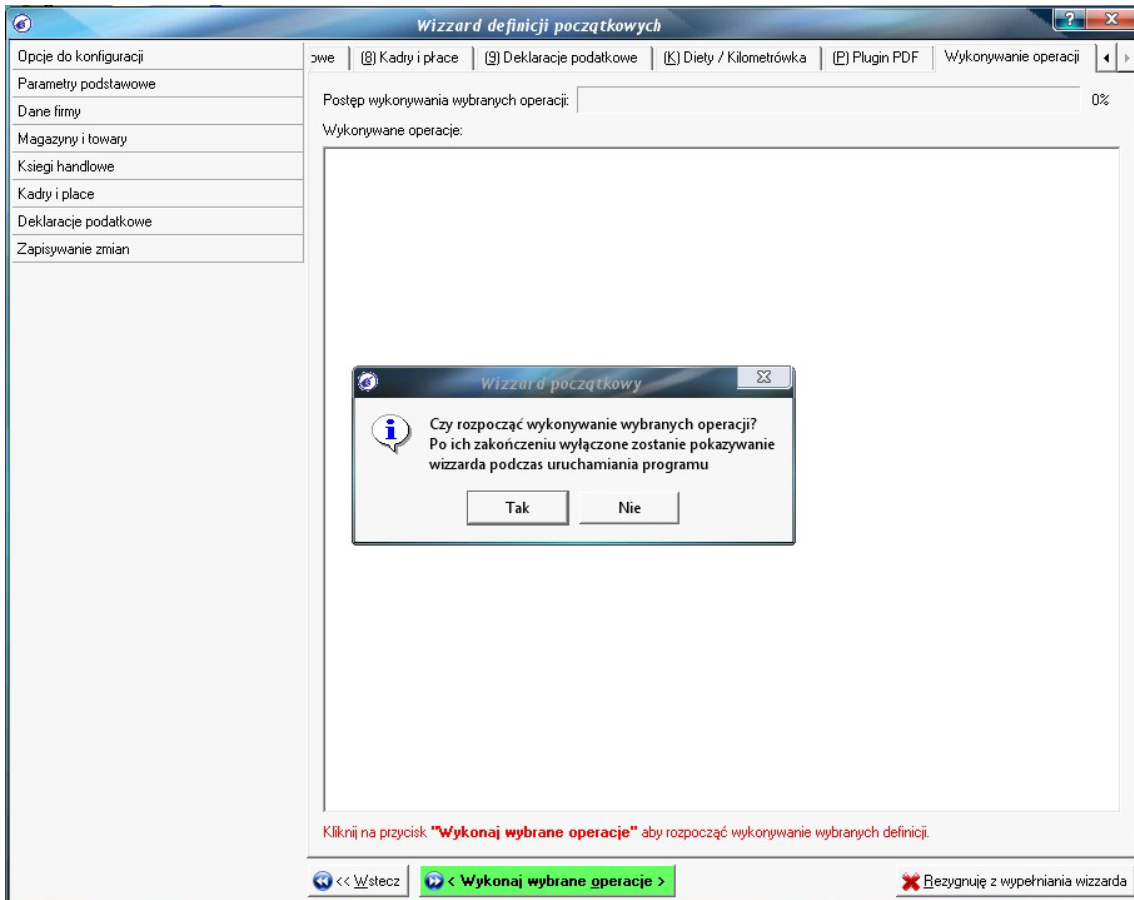 Wizzard definicji początkowych
Opcje do konfiguracji
Parametry podstawowe
Dane firmy
Magazyny i towary
Ksiegi handlowe
Kadry i place
Deklaracje podatkowe
Zapisywanie zmian
owe (8) Kadry i płace (9) Deklaracje podatkowe (K) Diety / Kilometrówka (P) Plugin PDF Wykonywanie operacji
Postęp wykonywania wybranych operacji: 0%
Wykonywane operacje:
Wizzard początkowy
Czy rozpocząć wykonywanie wybranych operacji?
Po ich zakończeniu wyłączone zostanie pokazywanie
wizzarda podczas uruchamiania programu
Tak Nie
Kliknij na przycisk "Wykonaj wybrane operacje" aby rozpocząć wykonywanie wybranych definicji.
<< Wstecz < Wykonaj wybrane operacje > Rezygnuję z wypełniania wizzarda